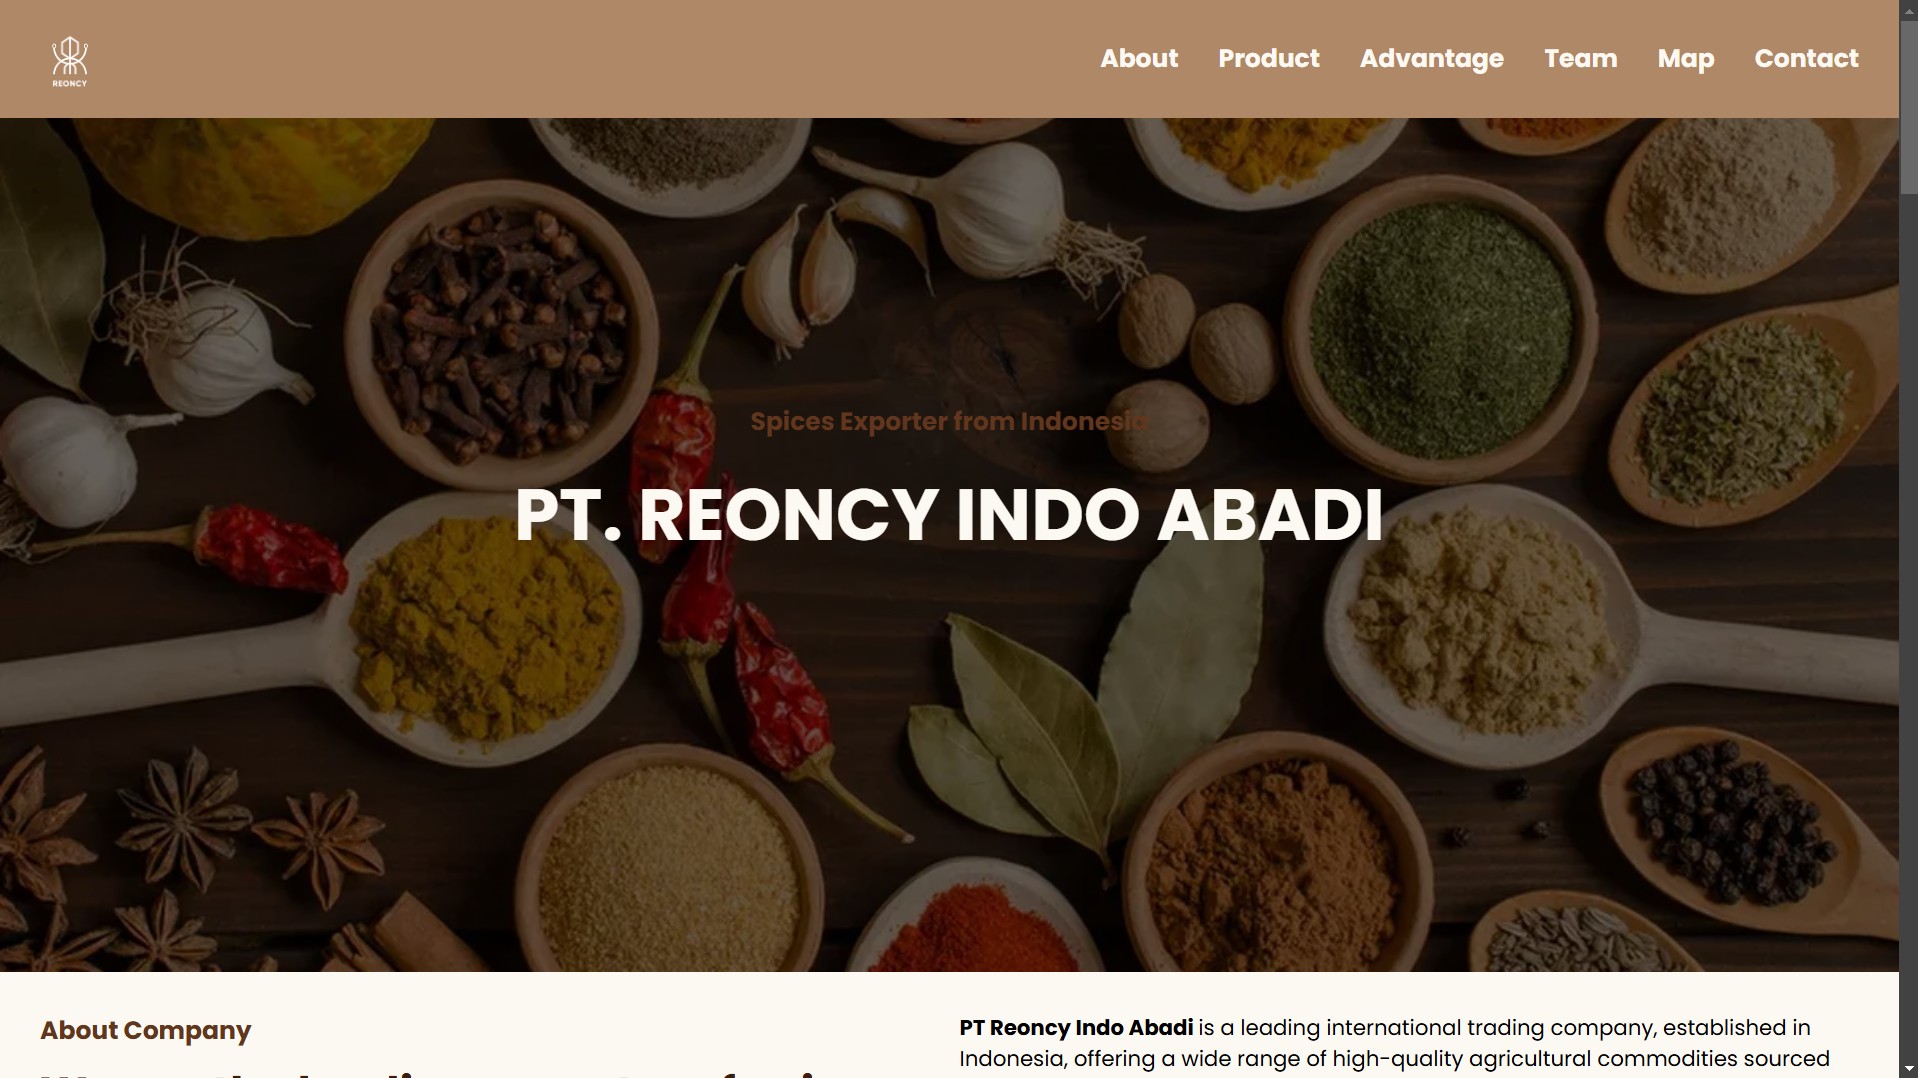 REONCY
About Product Advantage Team Map Contact
Spices Exporter from Indonesia
PT. REONCY INDO ABADI
About Company
PT Reoncy Indo Abadi is a leading international trading company, established in
Indonesia, offering a wide range of high-quality agricultural commodities sourced